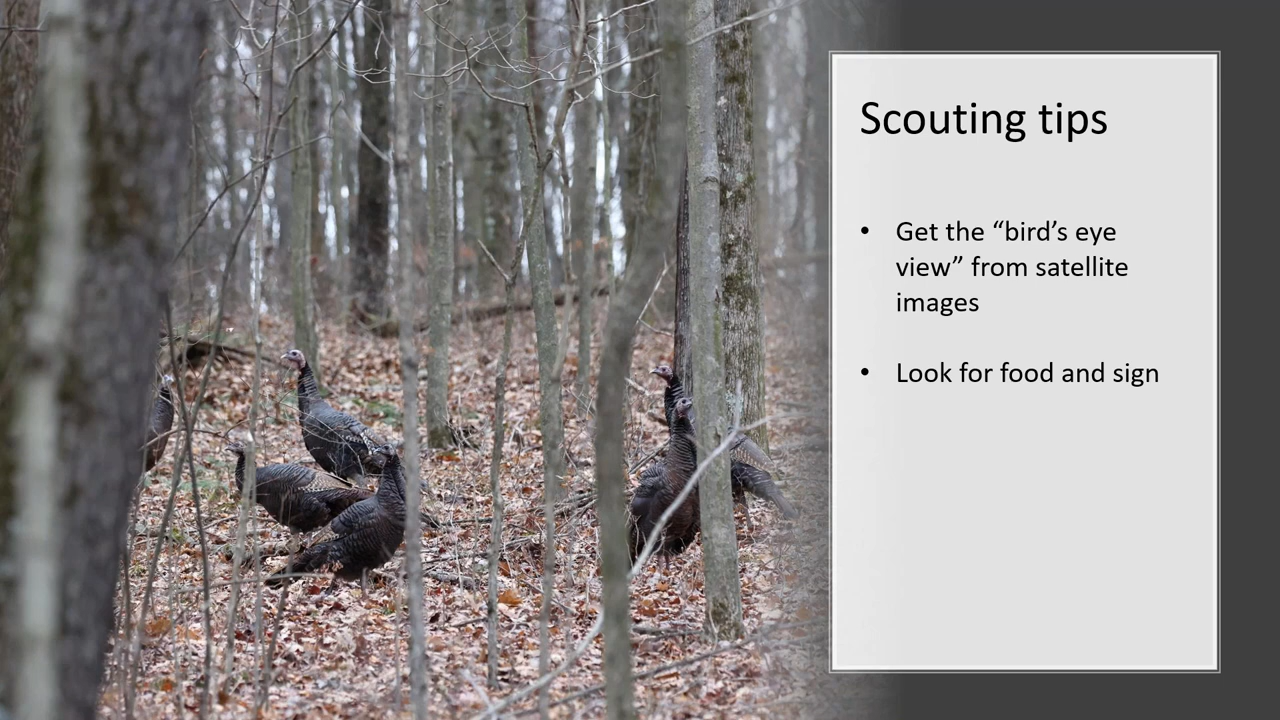 Scouting tips
• Get the “bird’s eye
view” from satellite
images
• Look for food and sign